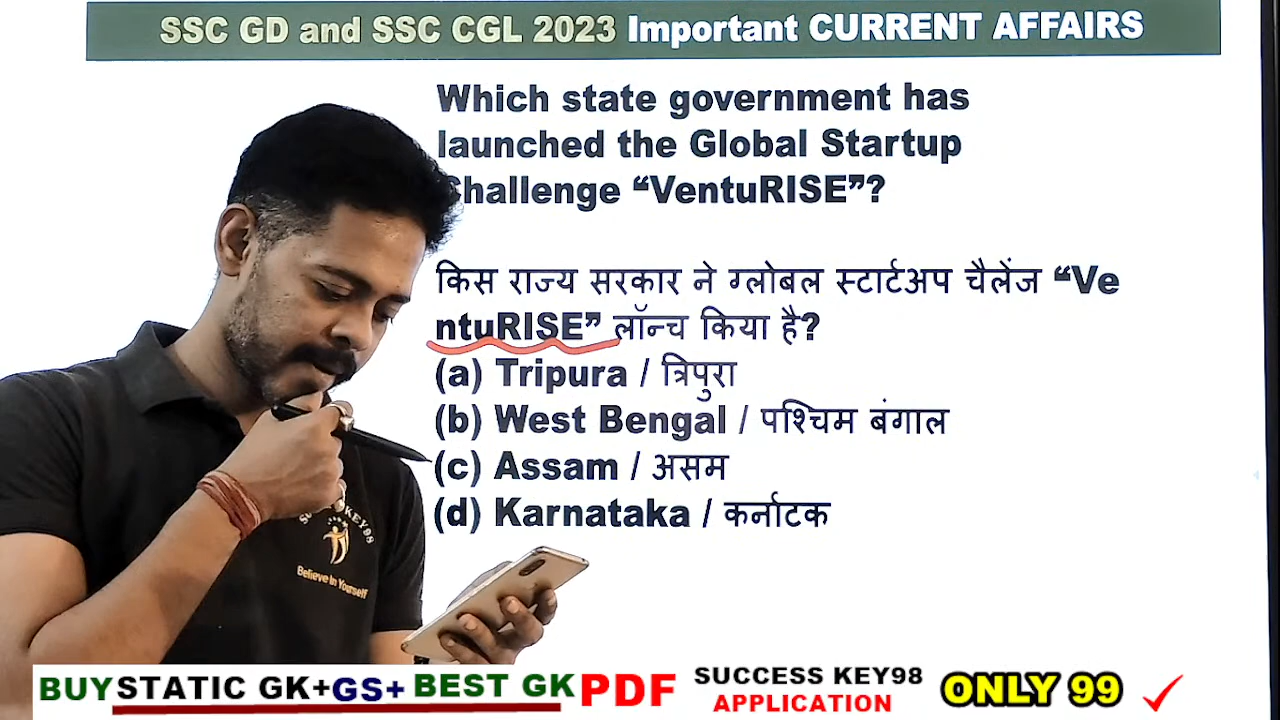 SSC GD and SSC CGL 2023 Important CURRENT AFFAIRS
Which state government has
launched the Global Startup
Challenge “VentuRISE”?
किस राज्य सरकार ने ग्लोबल स्टार्टअप चैलेंज “Ve
ntuRISE” लॉन्च किया है?
(a) Tripura / त्रिपुरा
(b) West Bengal / पश्चिम बंगाल
(c) Assam / असम
(d) Karnataka / कर्नाटक
KEY98
Believe In Yourself
BUY STATIC GK+GS+ BEST GK PDF
SUCCESS KEY98
APPLICATION
ONLY 99